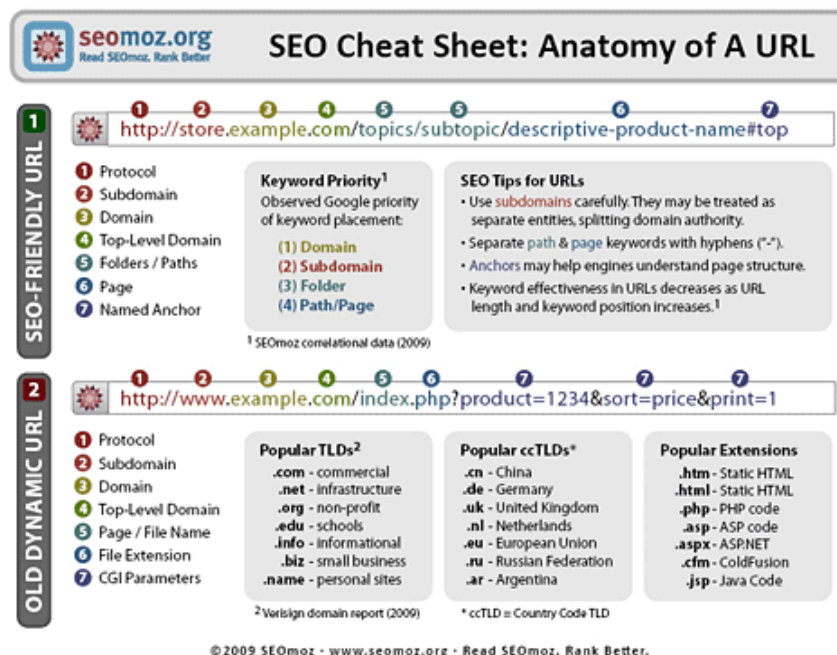 seomoz.org
Read SEOmoz. Rank Better
SEO Cheat Sheet: Anatomy of A URL
1
SEO-FRIENDLY URL
1 2 3 4 5 5 6 7
http://store.example.com/topics/subtopic/descriptive-product-name#top
1 Protocol
2 Subdomain
3 Domain
4 Top-Level Domain
5 Folders / Paths
6 Page
7 Named Anchor
Keyword Priority1
Observed Google priority
of keyword placement:
(1) Domain
(2) Subdomain
(3) Folder
(4) Path/Page
1 SEOmoz correlational data (2009)
SEO Tips for URLs
• Use subdomains carefully. They may be treated as
separate entities, splitting domain authority.
• Separate path & page keywords with hyphens ("-").
• Anchors may help engines understand page structure.
• Keyword effectiveness in URLs decreases as URL
length and keyword position increases.1
2
OLD DYNAMIC URL
1 2 3 4 5 6 7 7 7
http://www.example.com/index.php?product=1234&sort=price&print=1
1 Protocol
2 Subdomain
3 Domain
4 Top-Level Domain
5 Page / File Name
6 File Extension
7 CGI Parameters
Popular TLDs2
.com - commercial
.net - infrastructure
.org - non-profit
.edu - schools
.info - informational
.biz - small business
.name - personal sites
2 Verisign domain report (2009)
Popular ccTLDs*
.cn - China
.de - Germany
.uk - United Kingdom
.nl - Netherlands
.eu - European Union
.ru - Russian Federation
.ar - Argentina
* ccTLD = Country Code TLD
Popular Extensions
.htm - Static HTML
.html - Static HTML
.php - PHP code
.asp - ASP code
.aspx - ASP.NET
.cfm - ColdFusion
.jsp - Java Code
©2009 SEOmoz - www.seomoz.org - Read SEOmoz. Rank Better.